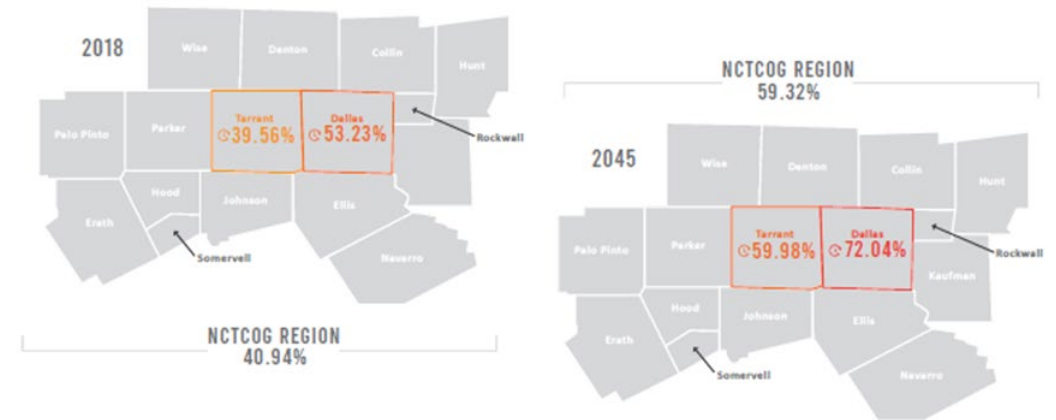 2018
Wise
Denton
Collin
Hunt
Palo Pinto
Parker
Tarrant
39.56%
Dallas
53.23%
Rockwall
Erath
Hood
Johnson
Ellis
Somervell
Navarro
NCTCOG REGION
40.94%
NCTCOG REGION
59.32%
2045
Wise
Denton
Collin
Hunt
Palo Pinto
Parker
Tarrant
59.98%
Dallas
72.04%
Rockwall
Kaufman
Erath
Hood
Johnson
Ellis
Somervell
Navarro